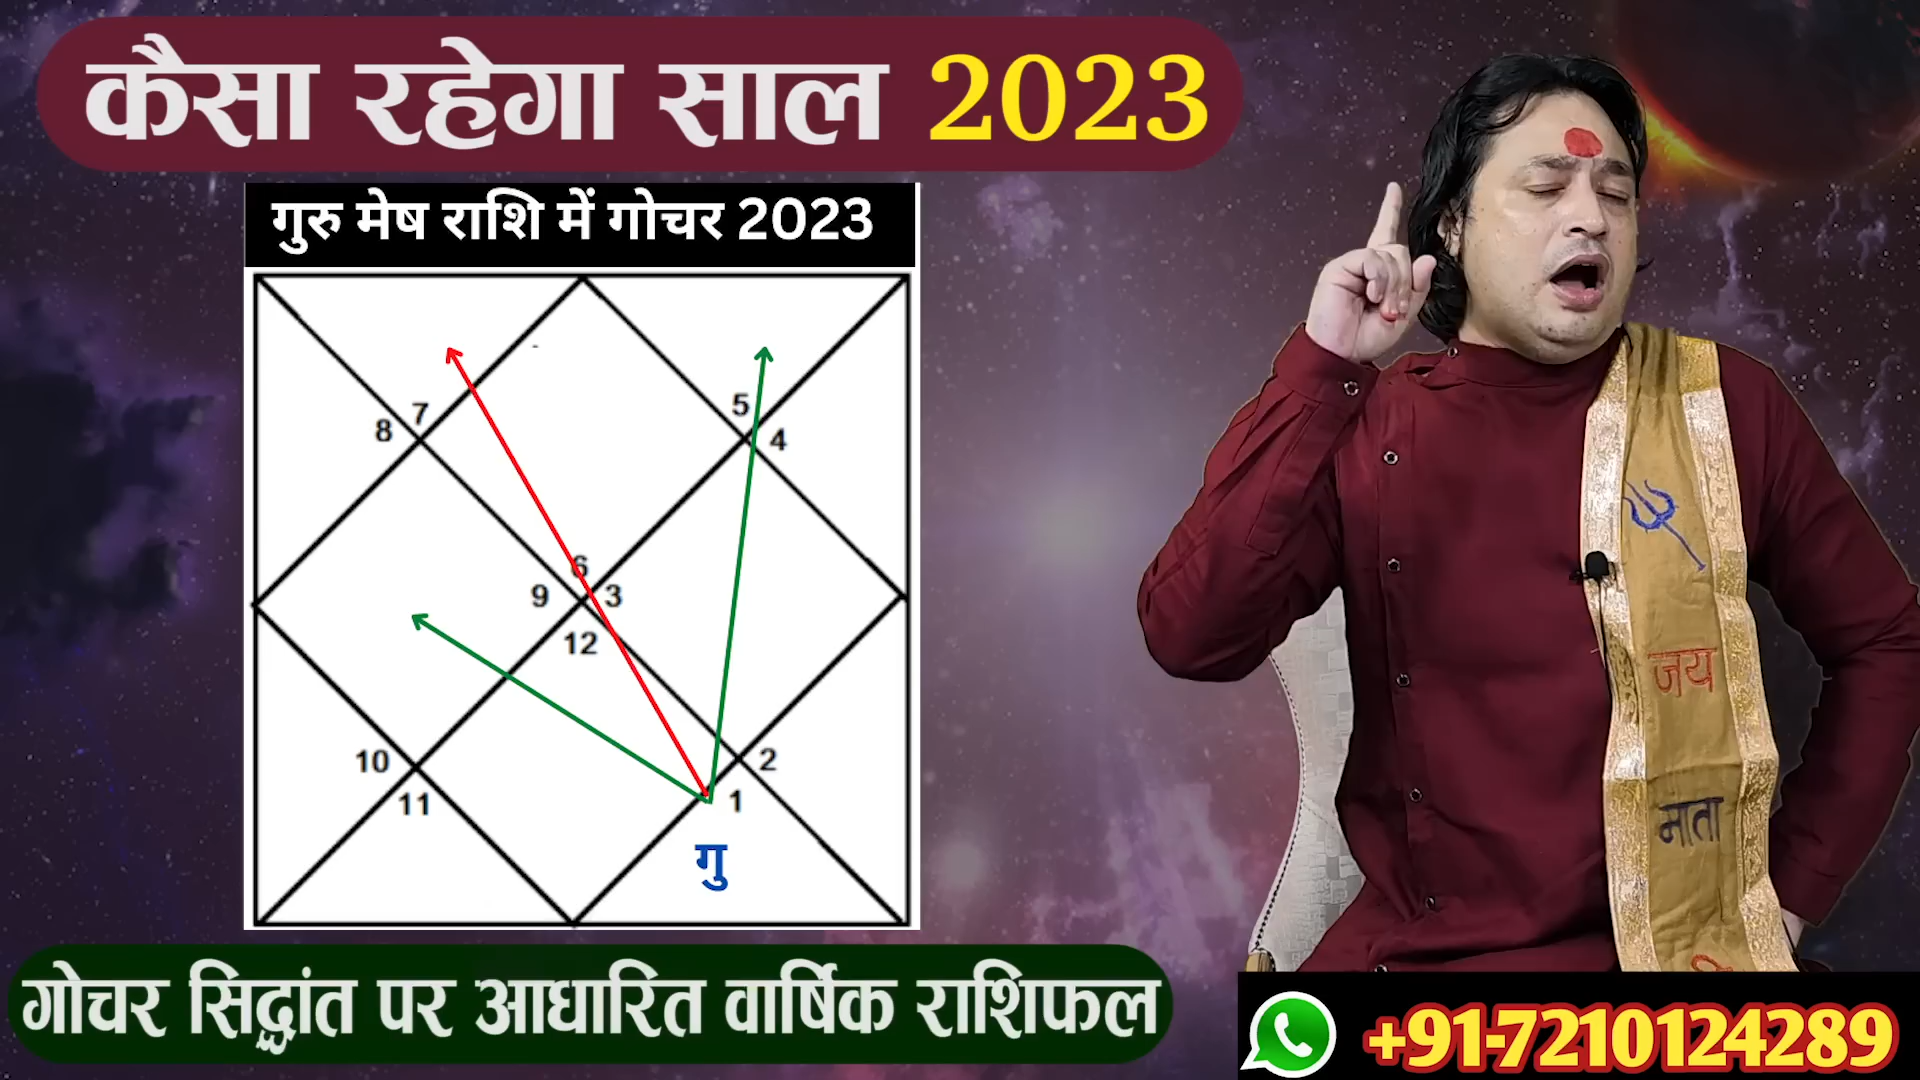 कैसा रहेगा साल 2023
गुरु मेष राशि में गोचर 2023
7
8
5
4
6
9
3
12
10
11
2
1
गु
जय
माता
गोचर सिद्धांत पर आधारित वार्षिक राशिफल
+91-7210124289